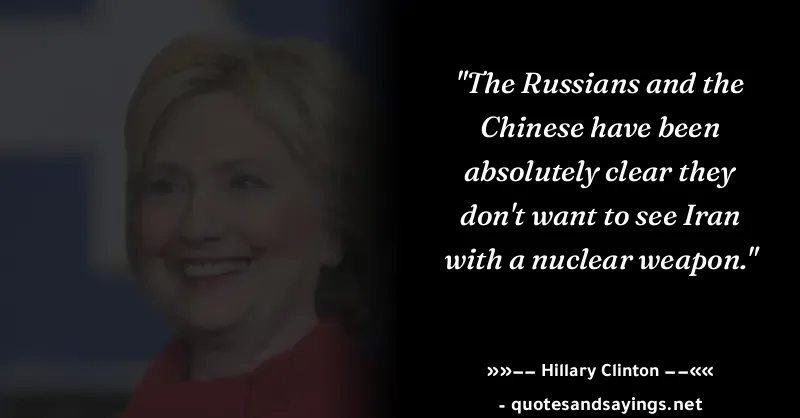 "The Russians and the
Chinese have been
absolutely clear they
don't want to see Iran
with a nuclear weapon."
»»–– Hillary Clinton ––««
- quotesandsayings.net